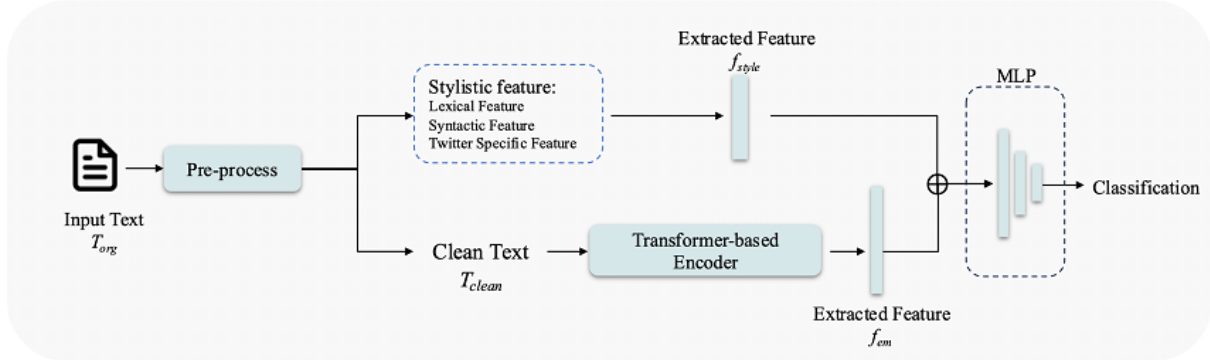 Input Text
T_org
Pre-process
Stylistic feature:
Lexical Feature
Syntactic Feature
Twitter Specific Feature
Extracted Feature
f_style
Clean Text
T_clean
Transformer-based
Encoder
Extracted Feature
f_em
MLP
Classification